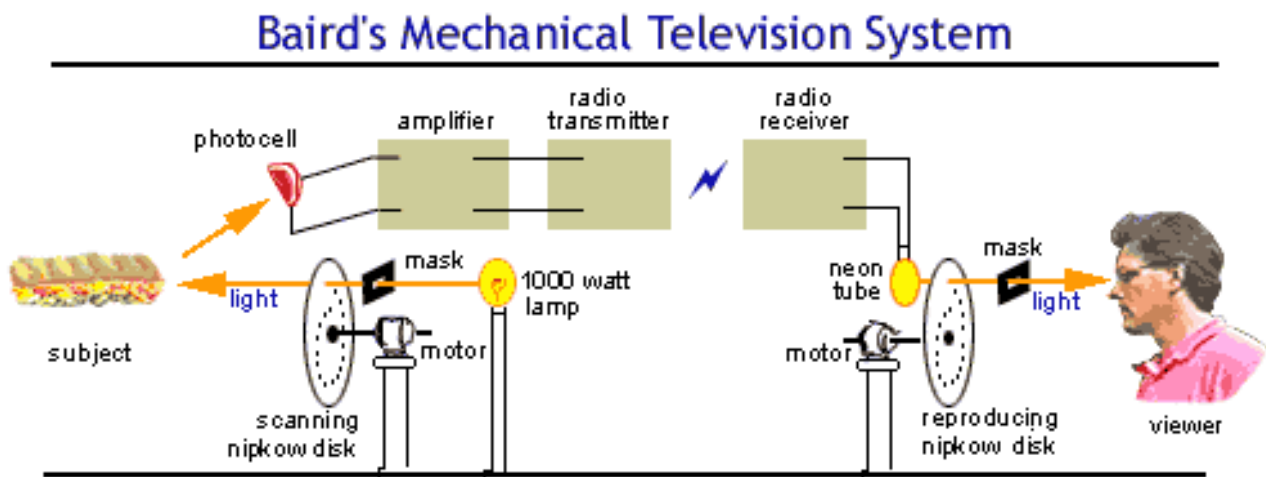 Baird's Mechanical Television System
photocell
amplifier
radio
transmitter
radio
receiver
mask
light
1000 watt
lamp
neon
tube
mask
light
subject
motor
motor
scanning
nipkow disk
reproducing
nipkow disk
viewer